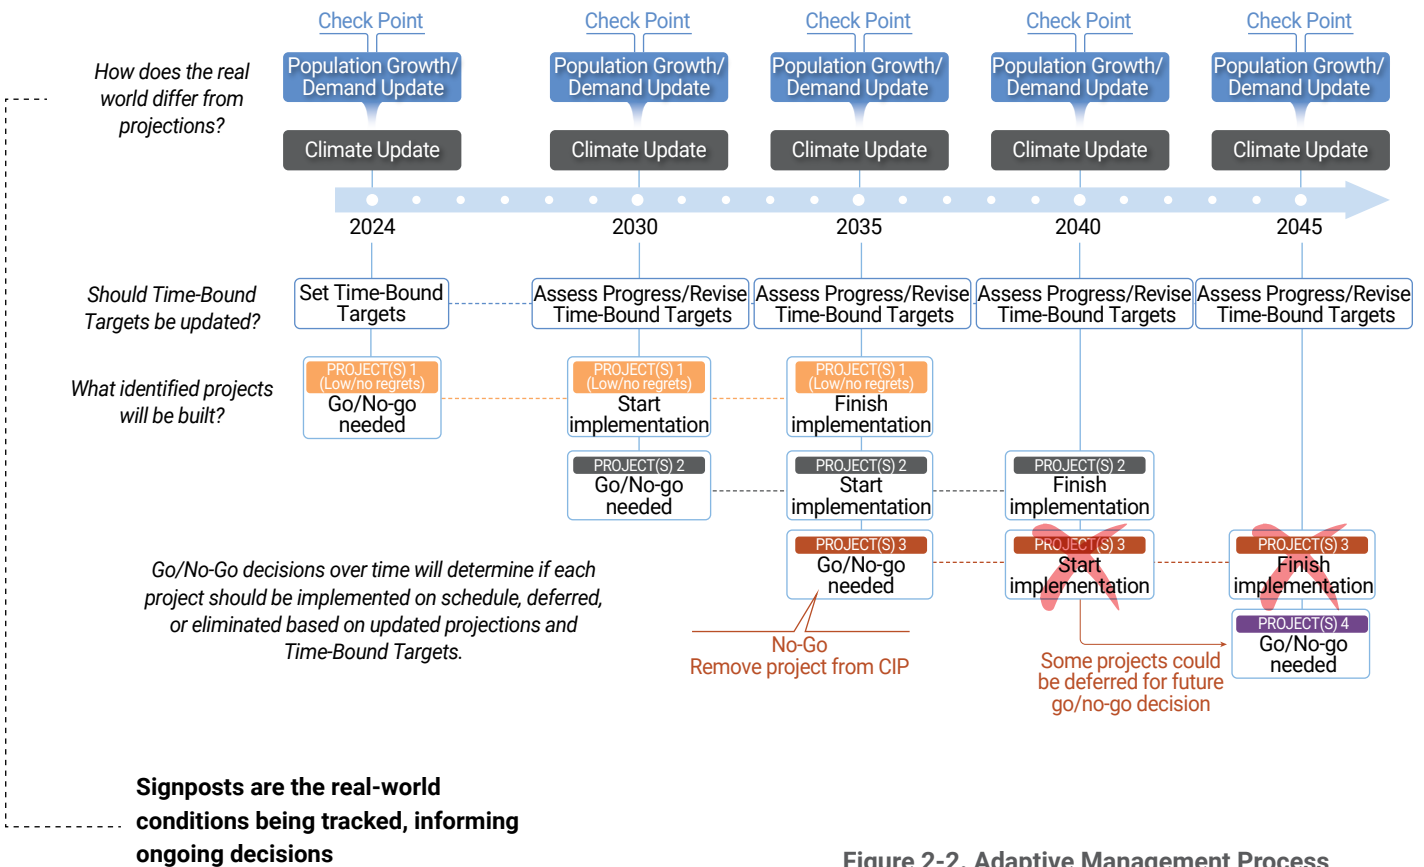 Check Point
Check Point
Check Point
Check Point
Check Point
How does the real
world differ from
projections?
Population Growth/
Demand Update
Population Growth/
Demand Update
Population Growth/
Demand Update
Population Growth/
Demand Update
Population Growth/
Demand Update
Climate Update
Climate Update
Climate Update
Climate Update
Climate Update
2024
2030
2035
2040
2045
Should Time-Bound
Targets be updated?
Set Time-Bound
Targets
Assess Progress/Revise
Time-Bound Targets
Assess Progress/Revise
Time-Bound Targets
Assess Progress/Revise
Time-Bound Targets
Assess Progress/Revise
Time-Bound Targets
What identified projects
will be built?
PROJECT(S) 1
(Low/no regrets)
Go/No-go
needed
PROJECT(S) 1
(Low/no regrets)
Start
implementation
PROJECT(S) 1
(Low/no regrets)
Finish
implementation
PROJECT(S) 2
Go/No-go
needed
PROJECT(S) 2
Start
implementation
PROJECT(S) 2
Finish
implementation
PROJECT(S) 3
Go/No-go
needed
PROJECT(S) 3
Start
implementation
PROJECT(S) 3
Finish
implementation
PROJECT(S) 4
Go/No-go
needed
Go/No-Go decisions over time will determine if each
project should be implemented on schedule, deferred,
or eliminated based on updated projections and
Time-Bound Targets.
No-Go
Remove project from CIP
Some projects could
be deferred for future
go/no-go decision
Signposts are the real-world
conditions being tracked, informing
ongoing decisions
Figure 2-2. Adaptive Management Process